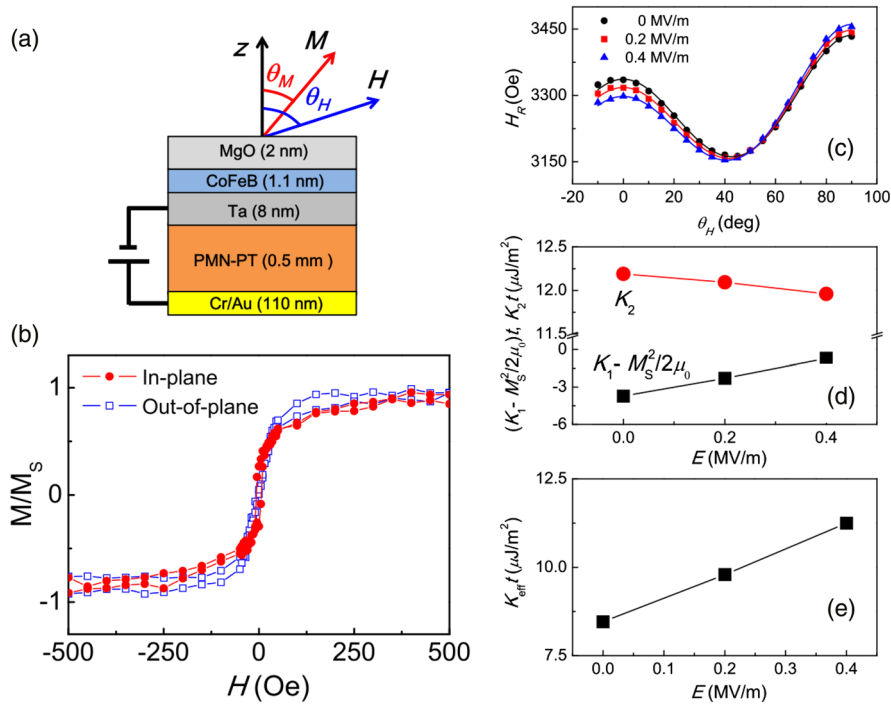 (a)
z
M
H
θM
θH
MgO (2 nm)
CoFeB (1.1 nm)
Ta (8 nm)
PMN-PT (0.5 mm )
Cr/Au (110 nm)
(b)
In-plane
Out-of-plane
M/MS
1
0
-1
-500 -250 0 250 500
H (Oe)
0 MV/m
0.2 MV/m
0.4 MV/m
HR (Oe)
3450
3300
3150
(c)
-20 0 20 40 60 80 100
θH (deg)
(K1- MS²/2μ0)t, K2t (μJ/m²)
12.5
12.0
11.5
0
-3
-6
K2
K1- MS²/2μ0
(d)
0.0 0.2 0.4
E (MV/m)
Kefft (μJ/m²)
12.5
10.0
7.5
(e)
0.0 0.1 0.2 0.3 0.4
E (MV/m)